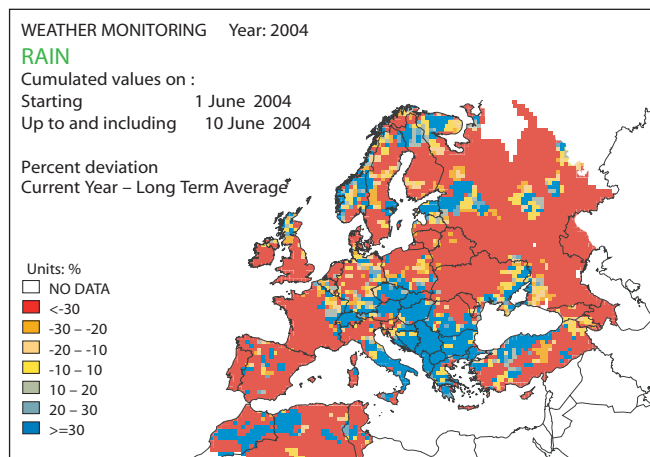 WEATHER MONITORING Year: 2004
RAIN
Cumulated values on :
Starting 1 June 2004
Up to and including 10 June 2004
Percent deviation
Current Year – Long Term Average
Units: %
NO DATA
<-30
-30 – -20
-20 – -10
-10 – 10
10 – 20
20 – 30
>=30